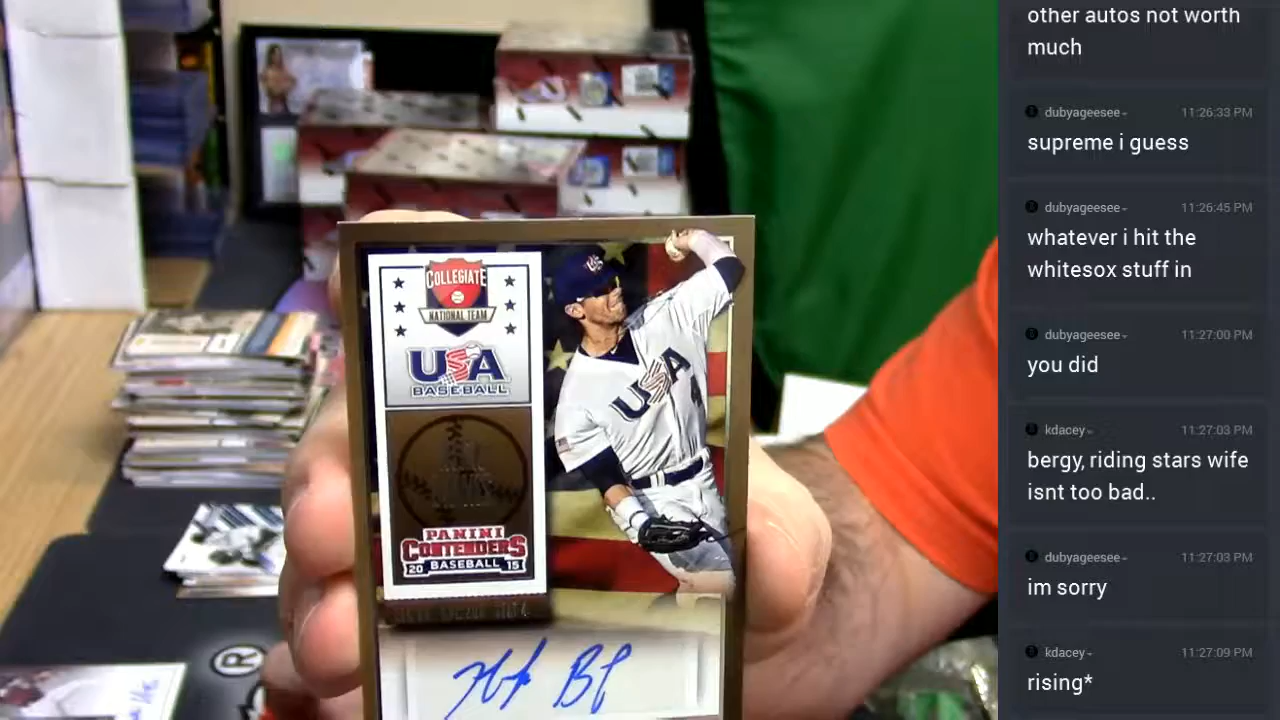 COLLEGIATE
NATIONAL TEAM
USA
BASEBALL
PANINI
CONTENDERS
20 BASEBALL 15
USA
4
®
other autos not worth
much
dubyageesee- 11:26:33 PM
supreme i guess
dubyageesee- 11:26:45 PM
whatever i hit the
whitesox stuff in
dubyageesee- 11:27:00 PM
you did
kdacey- 11:27:03 PM
bergy, riding stars wife
isnt too bad..
dubyageesee- 11:27:03 PM
im sorry
kdacey- 11:27:09 PM
rising*